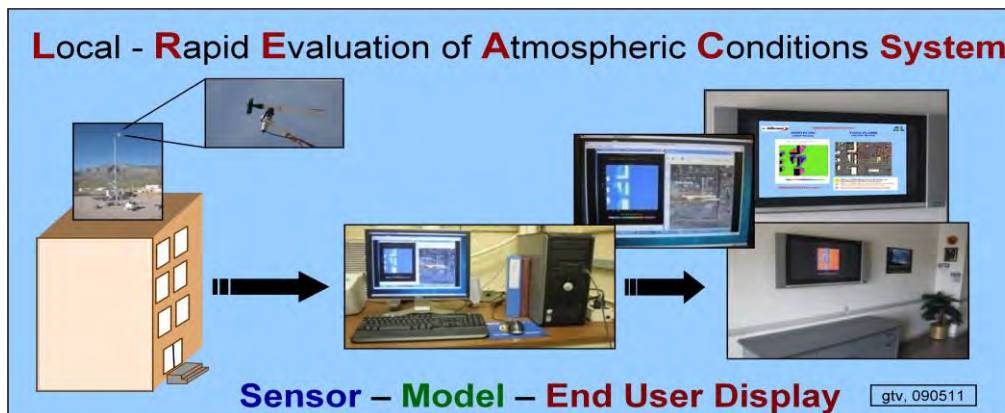 Local - Rapid Evaluation of Atmospheric Conditions System
Sensor – Model – End User Display
gtv, 090511